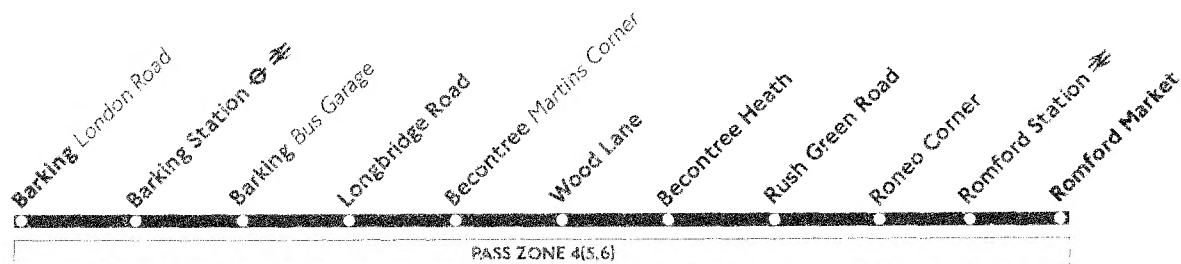 Barking London Road
Barking Station
Barking Bus Garage
Longbridge Road
Becontree Martins Corner
Wood Lane
Becontree Heath
Rush Green Road
Roneo Corner
Romford Station
Romford Market
PASS ZONE 4(5,6)